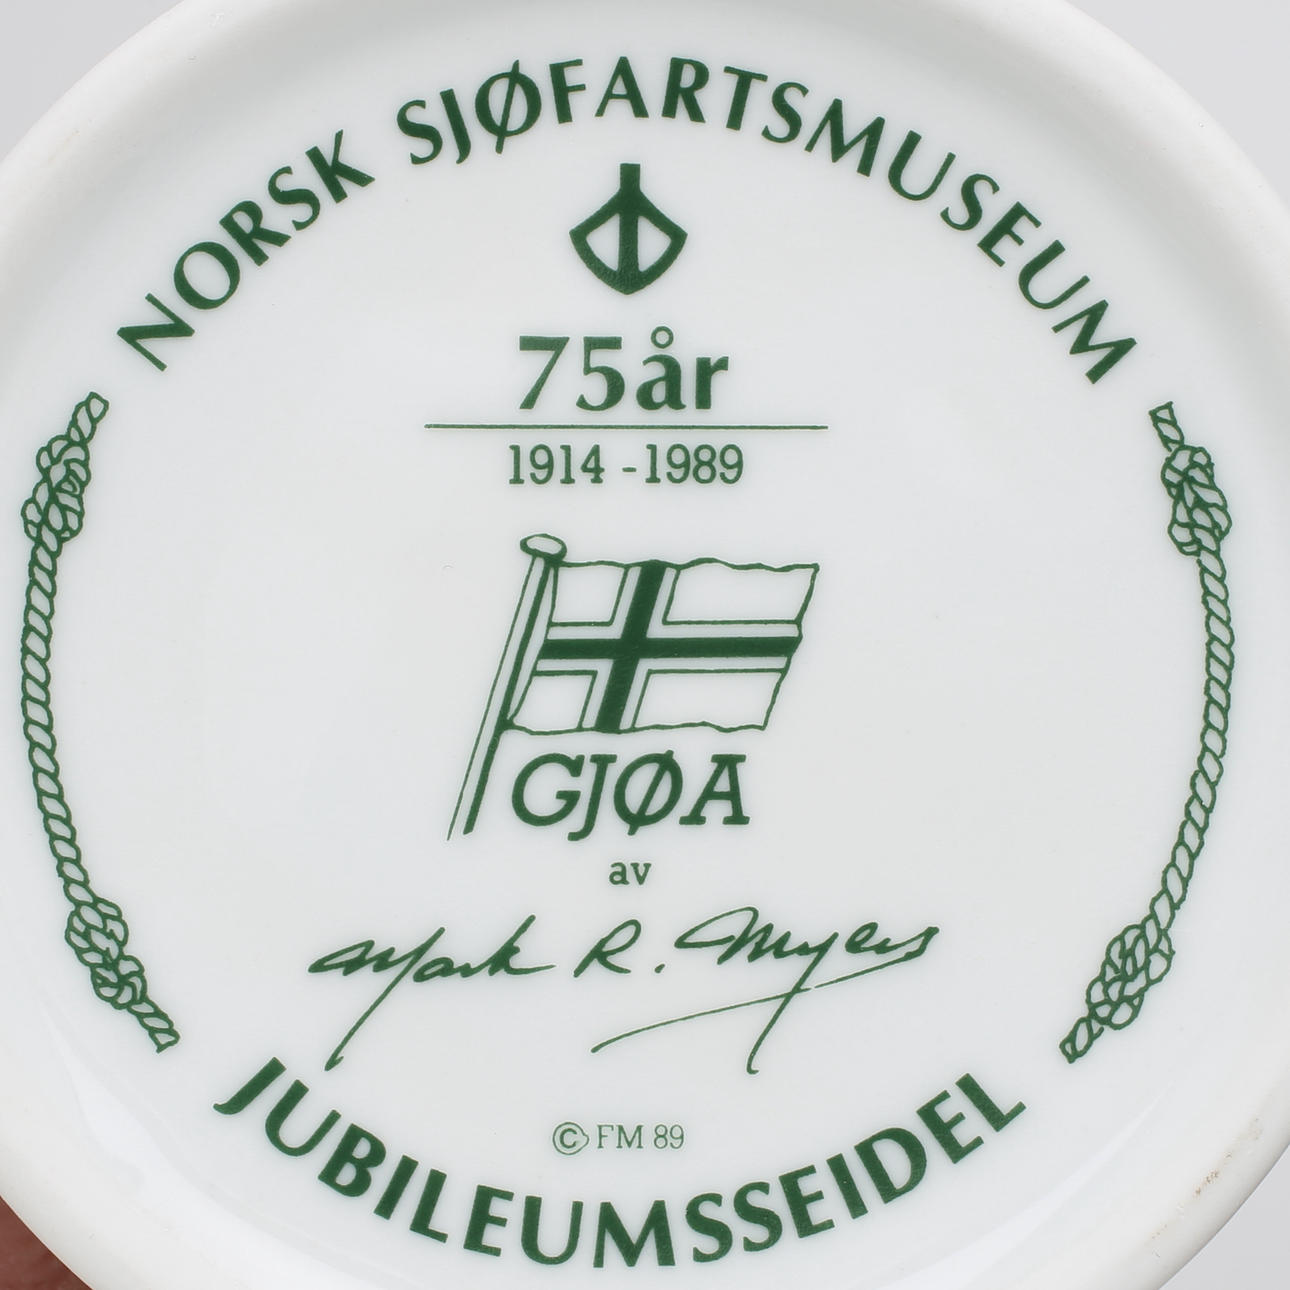 NORSK SJØFARTSMUSEUM
75år
1914 - 1989
GJØA
av
Mark R. Myers
© FM 89
JUBILEUMSSEIDEL